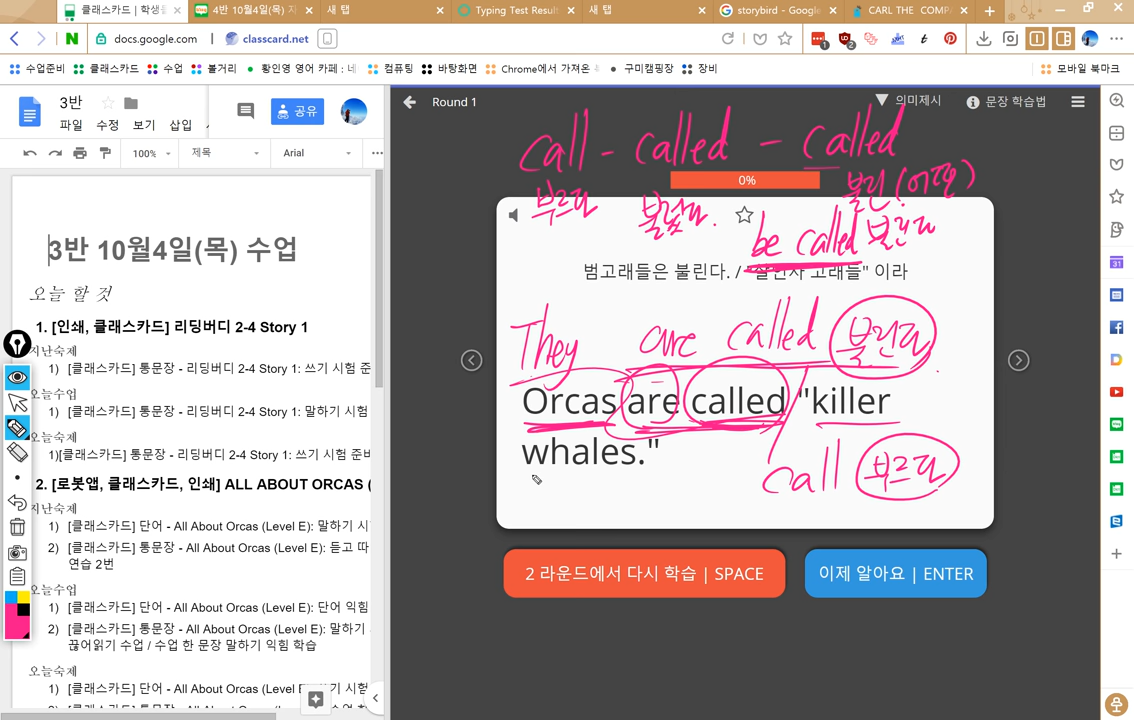 클래스카드 | 학생들
4반 10월4일(목) 지
새 탭
Typing Test Resul
새 탭
storybird - Google
CARL THE COMPA
docs.google.com
classcard.net
수업준비
클래스카드
수업
볼거리
황인영 영어 카페 : 네
컴퓨팅
바탕화면
Chrome에서 가져온
구미캠핑장
장비
모바일 북마크
3반
파일 수정 보기 삽입
공유
100%
제목
Arial
3반 10월4일(목) 수업
오늘 할 것
1. [인쇄, 클래스카드] 리딩버디 2-4 Story 1
지난숙제
1) [클래스카드] 통문장 - 리딩버디 2-4 Story 1: 쓰기 시험 준
오늘수업
1) [클래스카드] 통문장 - 리딩버디 2-4 Story 1: 말하기 시험
오늘숙제
1)[클래스카드] 통문장 - 리딩버디 2-4 Story 1: 쓰기 시험 준비
2. [로봇앱, 클래스카드, 인쇄] ALL ABOUT ORCAS (
지난숙제
1) [클래스카드] 단어 - All About Orcas (Level E): 말하기 시
2) [클래스카드] 통문장 - All About Orcas (Level E): 듣고 따
연습 2번
오늘수업
1) [클래스카드] 단어 - All About Orcas (Level E): 단어 익힘
2) [클래스카드] 통문장 - All About Orcas (Level E): 말하기
끊어읽기 수업 / 수업 한 문장 말하기 익힘 학습
오늘숙제
1) [클래스카드] 단어 - All About Orcas (Level E): 쓰기 시험
Round 1
의미제시
문장 학습법
call - called - called
0%
부르다 불렀다. 불린(어떤)
be called 불린다
범고래들은 불린다. / "살인자 고래들" 이라
They are called 불린다
Orcas are called "killer
whales."
call 부르다
2 라운드에서 다시 학습 | SPACE
이제 알아요 | ENTER